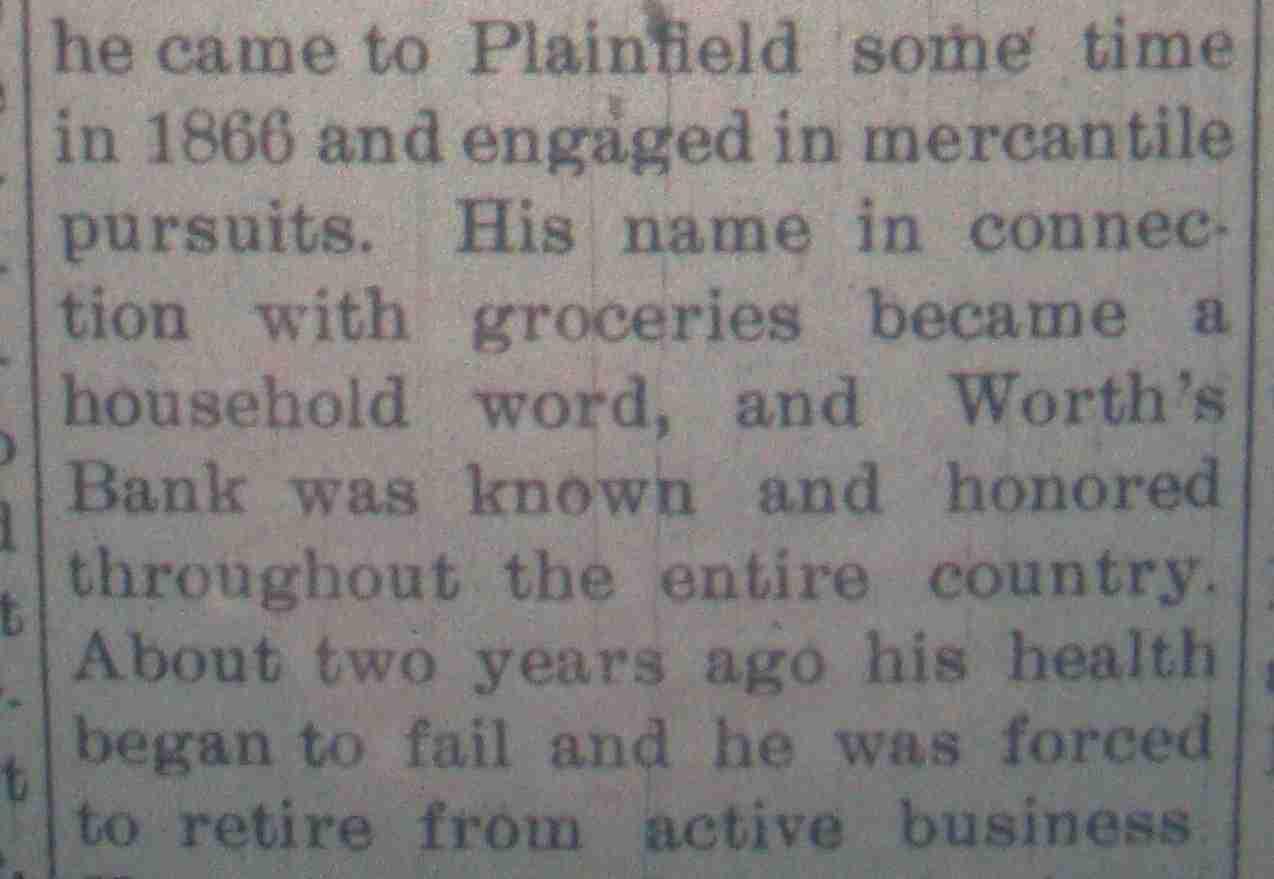 he came to Plainfield some time
in 1866 and engaged in mercantile
pursuits. His name in connec-
tion with groceries became a
household word, and Worth's
Bank was known and honored
throughout the entire country.
About two years ago his health
began to fail and he was forced
to retire from active business